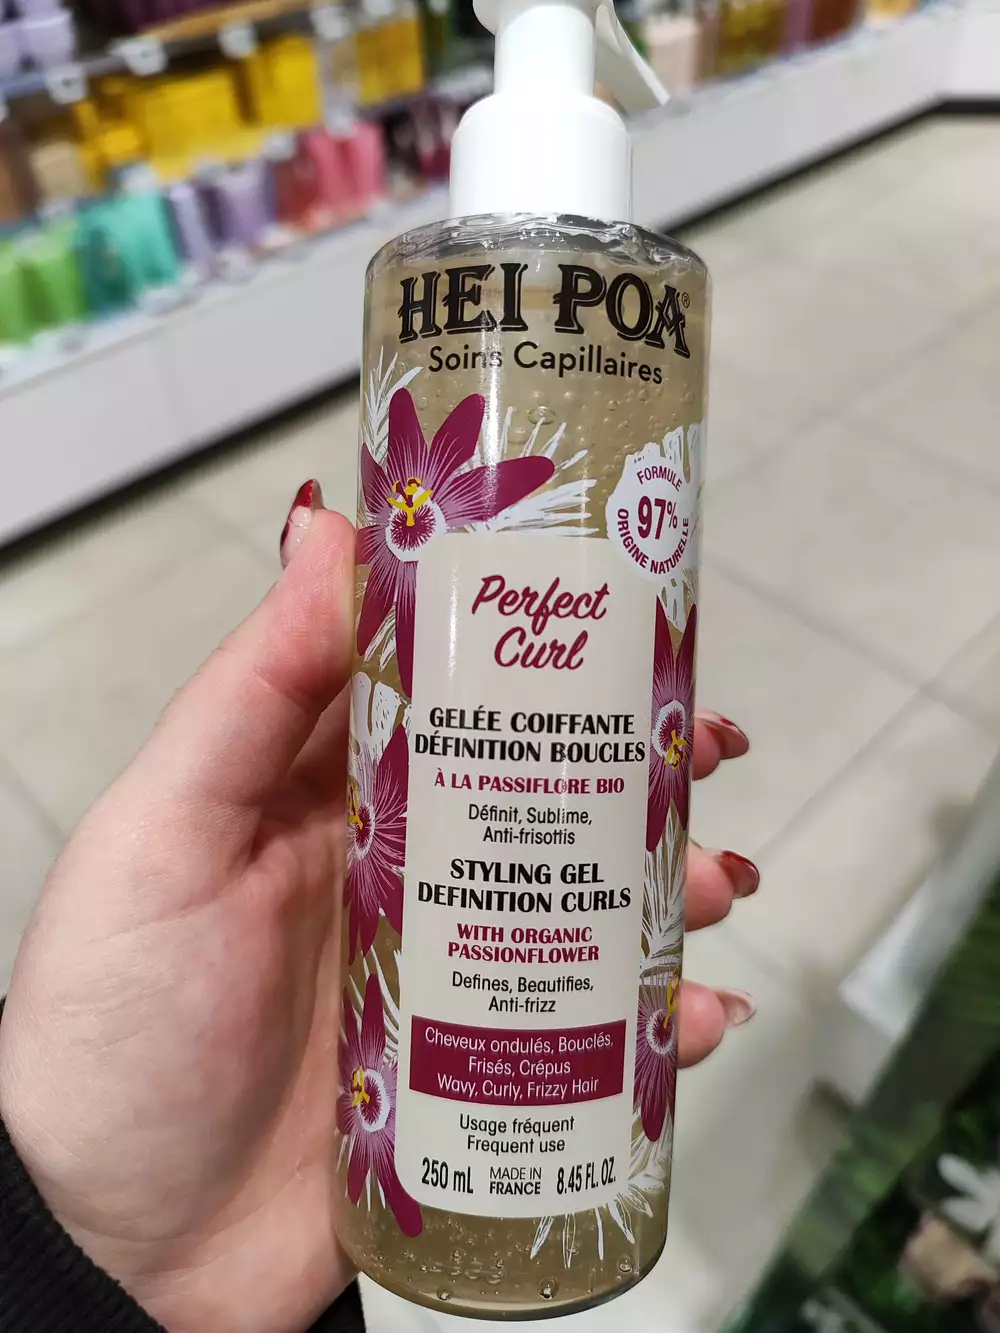 HEI POA®
Soins Capillaires
FORMULE
97%
ORIGINE NATURELLE
Perfect
Curl
GELÉE COIFFANTE
DÉFINITION BOUCLES
À LA PASSIFLORE BIO
Définit, Sublime,
Anti-frisottis
STYLING GEL
DEFINITION CURLS
WITH ORGANIC
PASSIONFLOWER
Defines, Beautifies,
Anti-frizz
Cheveux ondulés, Bouclés,
Frisés, Crépus
Wavy, Curly, Frizzy Hair
Usage fréquent
Frequent use
250 mL MADE IN FRANCE 8.45 FL. OZ.